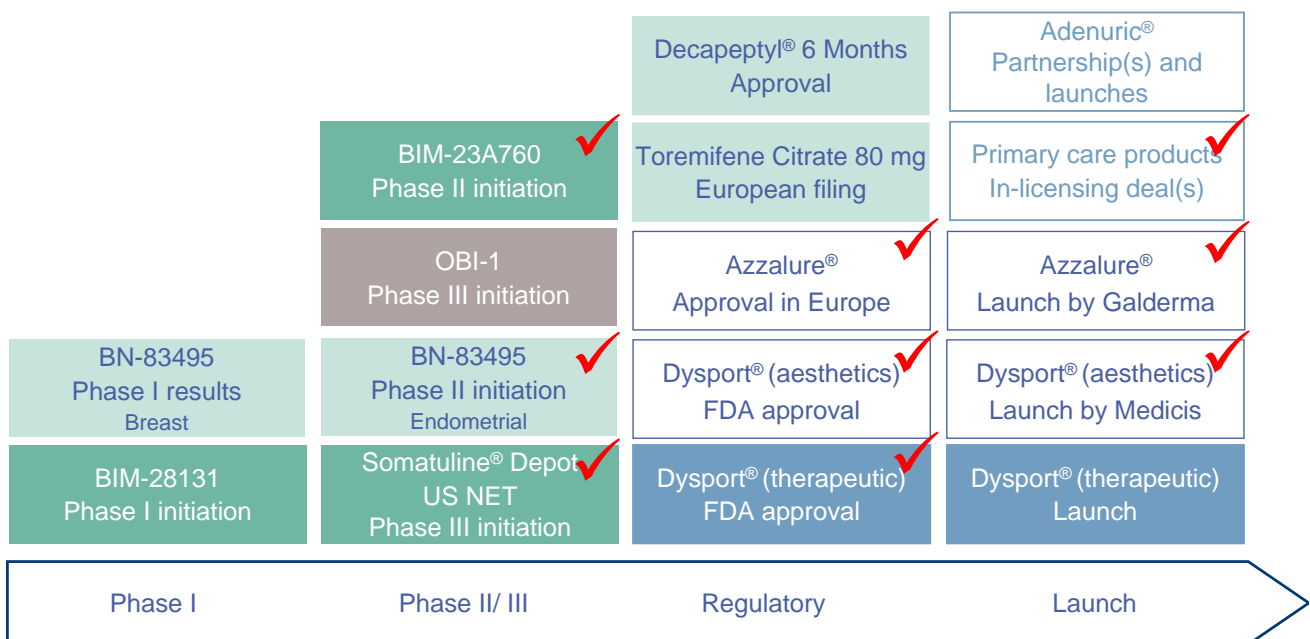 Decapeptyl® 6 Months
Approval
Adenuric®
Partnership(s) and
launches
BIM-23A760
Phase II initiation
Toremifene Citrate 80 mg
European filing
Primary care products
In-licensing deal(s)
OBI-1
Phase III initiation
Azzalure®
Approval in Europe
Azzalure®
Launch by Galderma
BN-83495
Phase I results
Breast
BN-83495
Phase II initiation
Endometrial
Dysport® (aesthetics)
FDA approval
Dysport® (aesthetics)
Launch by Medicis
BIM-28131
Phase I initiation
Somatuline® Depot
US NET
Phase III initiation
Dysport® (therapeutic)
FDA approval
Dysport® (therapeutic)
Launch
Phase I
Phase II/ III
Regulatory
Launch